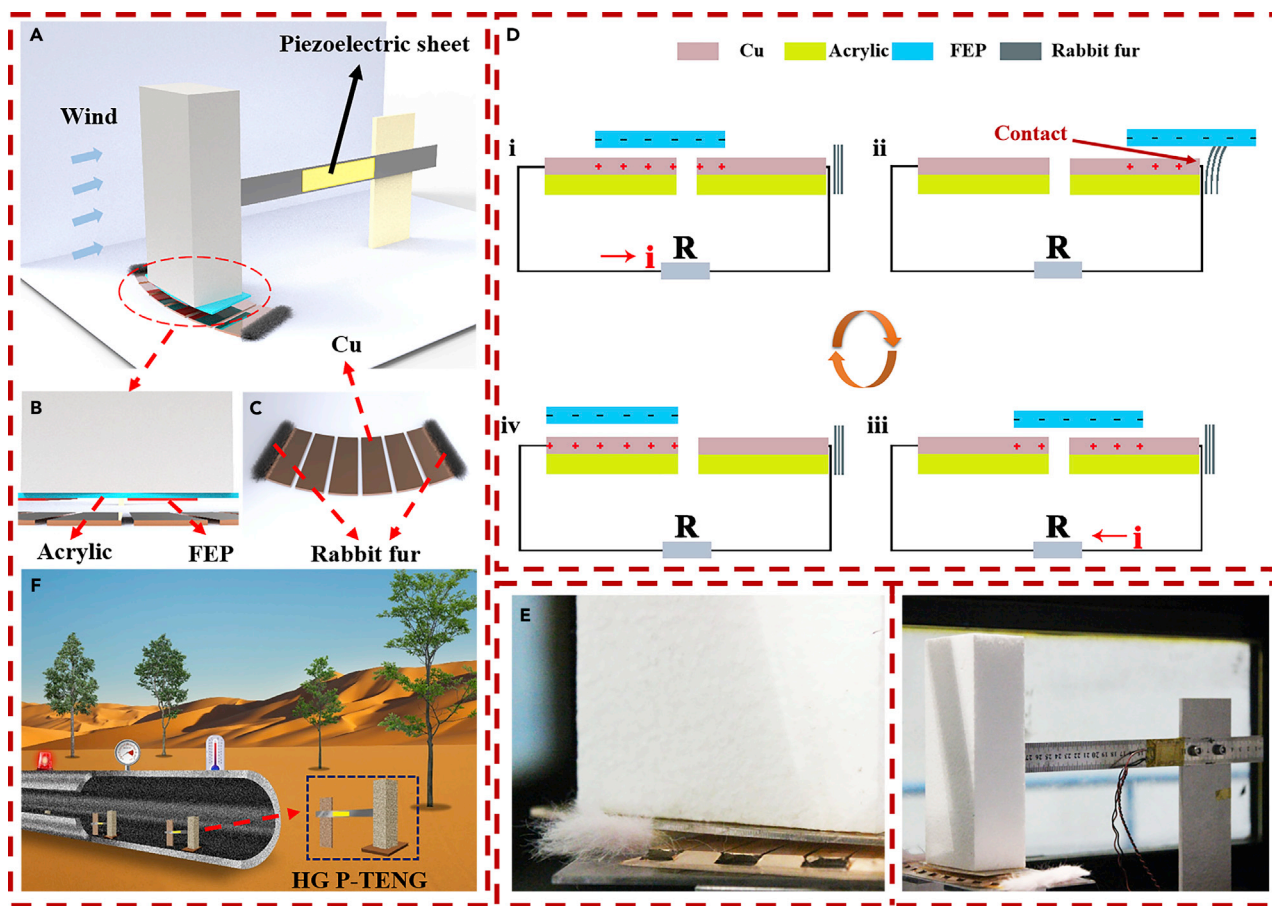 A
Piezoelectric sheet
Wind
Cu
B
C
Acrylic
FEP
Rabbit fur
D
Cu
Acrylic
FEP
Rabbit fur
i
R
i
ii
Contact
R
iv
R
iii
R
i
E
F
HG P-TENG